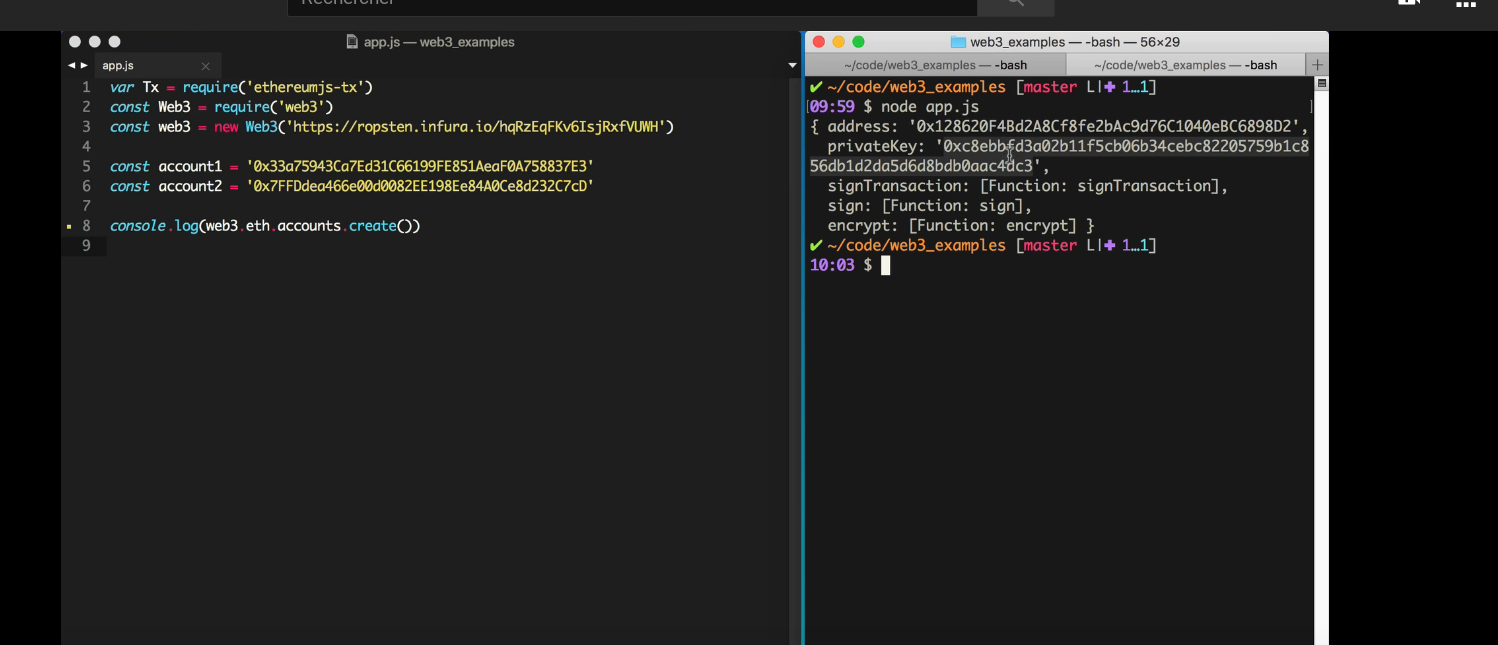 Rechercher
app.js — web3_examples
app.js
1 var Tx = require('ethereumjs-tx')
2 const Web3 = require('web3')
3 const web3 = new Web3('https://ropsten.infura.io/hqRzEqFKv6IsjRxfVUWH')
4
5 const account1 = '0x33a75943Ca7Ed31C66199FE851AeaF0A758837E3'
6 const account2 = '0x7FFDdea466e00d0082EE198Ee84A0Ce8d232C7cD'
7
8 console.log(web3.eth.accounts.create())
9
web3_examples — -bash — 56×29
~/code/web3_examples — -bash
~/code/web3_examples — -bash
✔ ~/code/web3_examples [master L|✚ 1…1]
[09:59 $ node app.js ]
{ address: '0x128620F4Bd2A8Cf8fe2bAc9d76C1040eBC6898D2',
privateKey: '0xc8ebbfd3a02b11f5cb06b34cebc82205759b1c8
56db1d2da5d6d8bdb0aac4dc3',
signTransaction: [Function: signTransaction],
sign: [Function: sign],
encrypt: [Function: encrypt] }
✔ ~/code/web3_examples [master L|✚ 1…1]
10:03 $